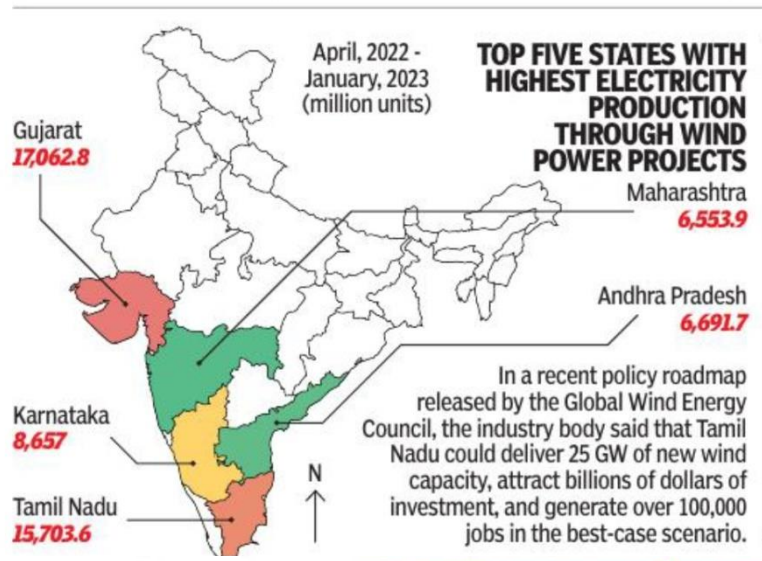 April, 2022 -
January, 2023
(million units)
TOP FIVE STATES WITH
HIGHEST ELECTRICITY
PRODUCTION
THROUGH WIND
POWER PROJECTS
Gujarat
17,062.8
Maharashtra
6,553.9
Andhra Pradesh
6,691.7
Karnataka
8,657
Tamil Nadu
15,703.6
N
In a recent policy roadmap
released by the Global Wind Energy
Council, the industry body said that Tamil
Nadu could deliver 25 GW of new wind
capacity, attract billions of dollars of
investment, and generate over 100,000
jobs in the best-case scenario.